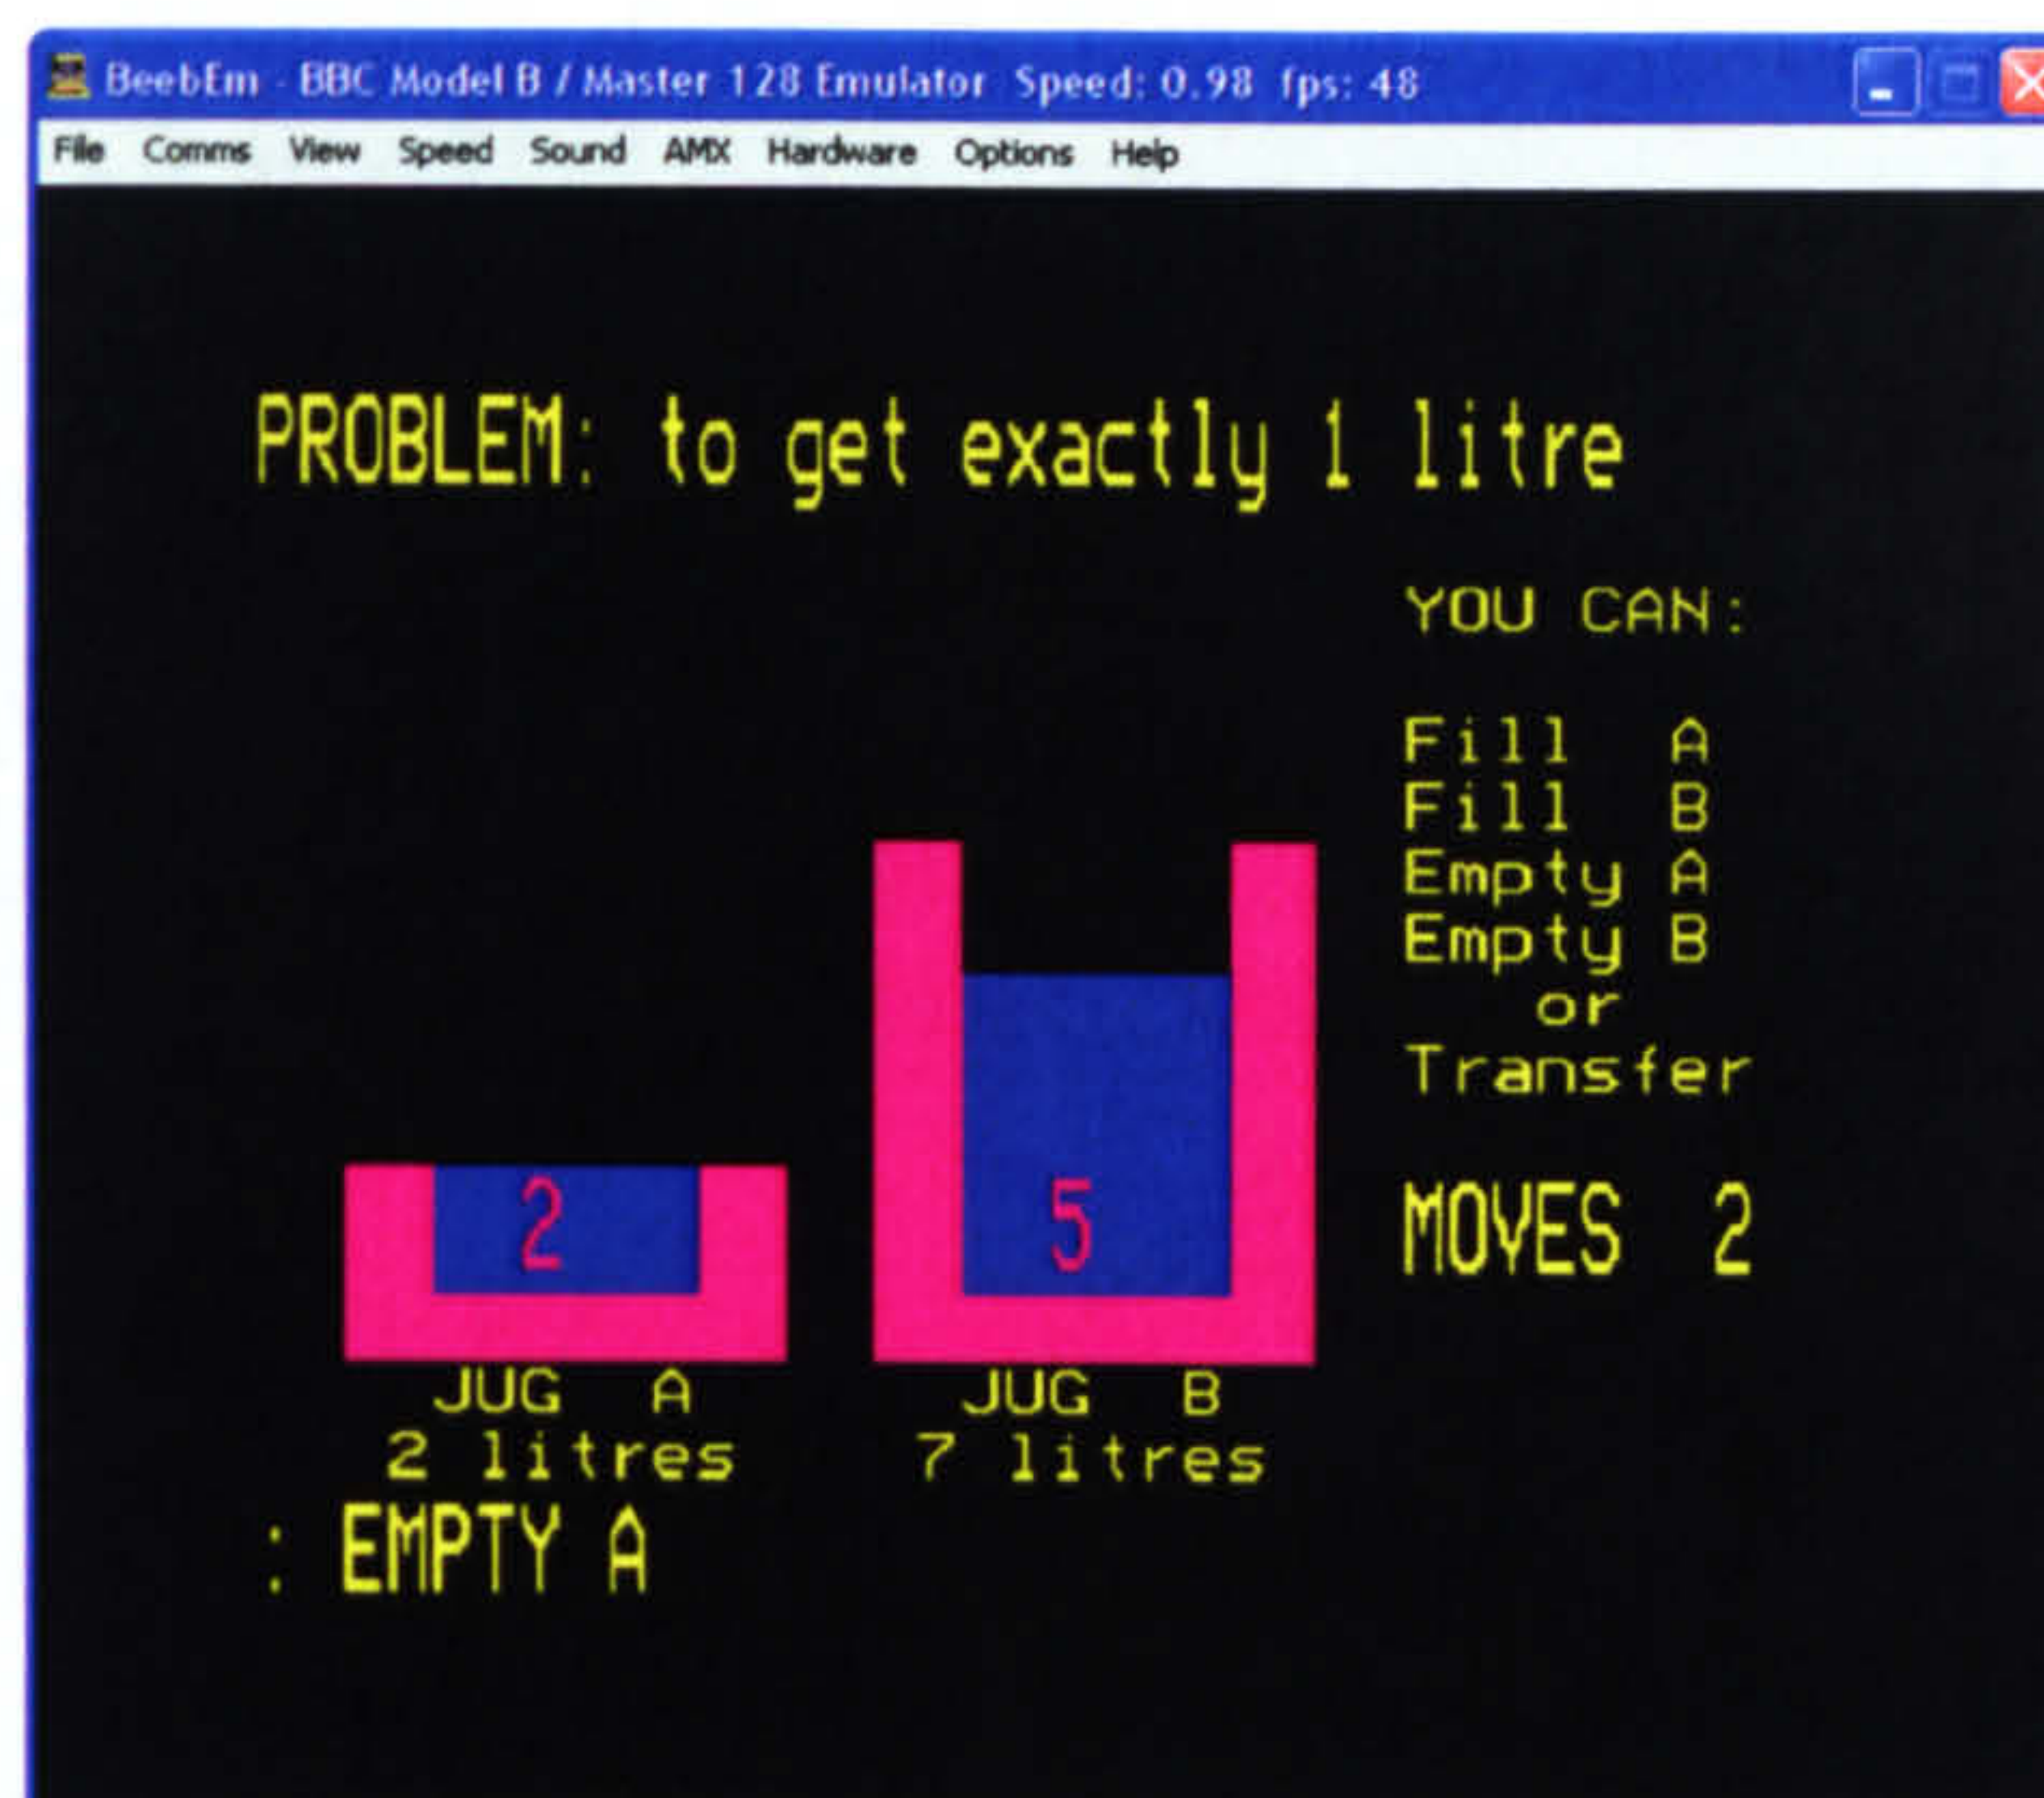 BeebEm - BBC Model B / Master 128 Emulator Speed: 0.98 fps: 48
File Comms View Speed Sound AMX Hardware Options Help
PROBLEM: to get exactly 1 litre
YOU CAN:
Fill A
Fill B
Empty A
Empty B
or
Transfer
MOVES 2
2
5
JUG A
2 litres
JUG B
7 litres
: EMPTY A